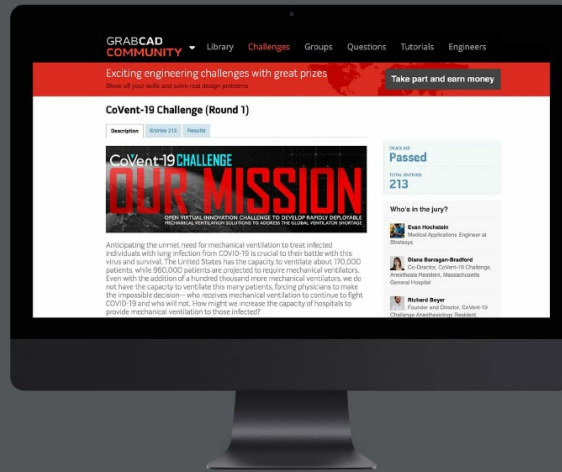 GRABCAD
COMMUNITY
Library Challenges Groups Questions Tutorials Engineers
Exciting engineering challenges with great prizes
Show off your skills and solve real design problems
Take part and earn money
CoVent-19 Challenge (Round 1)
Description Entries 213 Results
CoVent-19 CHALLENGE
OUR MISSION
OPEN VIRTUAL INNOVATION CHALLENGE TO DEVELOP RAPIDLY DEPLOYABLE
MECHANICAL VENTILATION SOLUTIONS TO ADDRESS THE GLOBAL VENTILATOR SHORTAGE
Anticipating the unmet need for mechanical ventilation to treat infected
individuals with lung infection from COVID-19 is crucial to their battle with this
virus and survival. The United States has the capacity to ventilate about 170,000
patients, while 960,000 patients are projected to require mechanical ventilators.
Even with the addition of a hundred thousand more mechanical ventilators, we do
not have the capacity to ventilate this many patients, forcing physicians to make
the impossible decision— who receives mechanical ventilation to continue to fight
COVID-19 and who will not. How might we increase the capacity of hospitals to
provide mechanical ventilation to those infected?
DEADLINE
Passed
TOTAL ENTRIES
213
Who's in the jury?
Evan Hochstein
Medical Applications Engineer at
Stratasys
Diana Barragan-Bradford
Co-Director, CoVent-19 Challenge,
Anesthesia Resident, Massachusetts
General Hospital
Richard Boyer
Founder and Director, CoVent-19
Challenge Anesthesiology Resident,